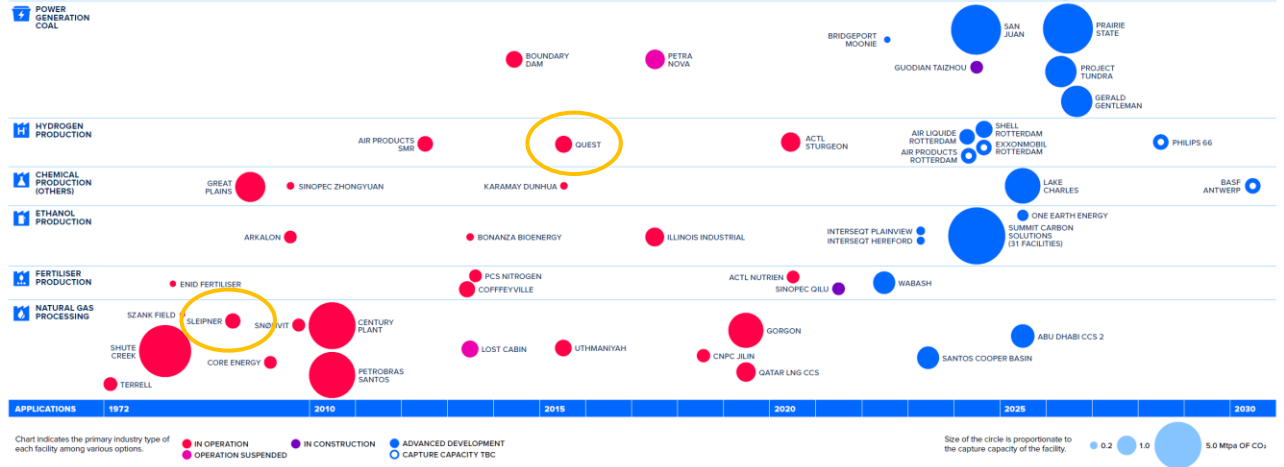 POWER
GENERATION
COAL
BRIDGEPORT
MOONIE
SAN
JUAN
PRAIRIE
STATE
BOUNDARY
DAM
PETRA
NOVA
GUODIAN TAIZHOU
PROJECT
TUNDRA
GERALD
GENTLEMAN
HYDROGEN
PRODUCTION
AIR PRODUCTS
SMR
QUEST
ACTL
STURGEON
AIR LIQUIDE
ROTTERDAM
AIR PRODUCTS
ROTTERDAM
SHELL
ROTTERDAM
EXXONMOBIL
ROTTERDAM
PHILIPS 66
CHEMICAL
PRODUCTION
(OTHERS)
GREAT
PLAINS
SINOPEC ZHONGYUAN
KARAMAY DUNHUA
LAKE
CHARLES
BASF
ANTWERP
ETHANOL
PRODUCTION
ARKALON
BONANZA BIOENERGY
ILLINOIS INDUSTRIAL
INTERSEQT PLAINVIEW
INTERSEQT HEREFORD
ONE EARTH ENERGY
SUMMIT CARBON
SOLUTIONS
(31 FACILITIES)
FERTILISER
PRODUCTION
ENID FERTILISER
PCS NITROGEN
COFFFEYVILLE
ACTL NUTRIEN
SINOPEC QILU
WABASH
NATURAL GAS
PROCESSING
SZANK FIELD
SLEIPNER
SNØHVIT
CENTURY
PLANT
GORGON
SHUTE
CREEK
CORE ENERGY
LOST CABIN
UTHMANIYAH
CNPC JILIN
ABU DHABI CCS 2
SANTOS COOPER BASIN
TERRELL
PETROBRAS
SANTOS
QATAR LNG CCS
APPLICATIONS 1972 2010 2015 2020 2025 2030
Chart indicates the primary industry type of
each facility among various options.
IN OPERATION
IN CONSTRUCTION
ADVANCED DEVELOPMENT
OPERATION SUSPENDED
CAPTURE CAPACITY TBC
Size of the circle is proportionate to
the capture capacity of the facility.
0.2 1.0 5.0 Mtpa OF CO₂